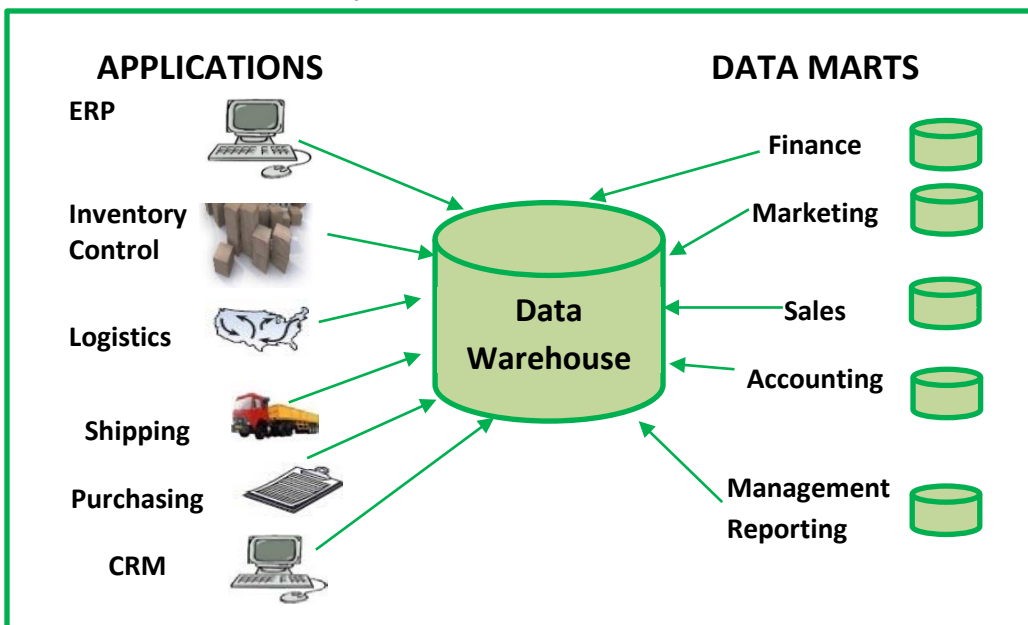 APPLICATIONS
ERP
Inventory
Control
Logistics
Shipping
Purchasing
CRM
Data
Warehouse
DATA MARTS
Finance
Marketing
Sales
Accounting
Management
Reporting